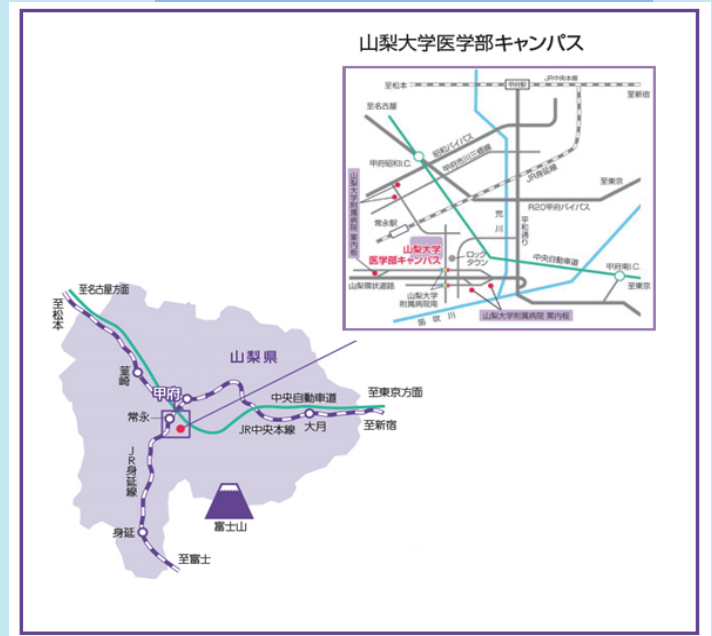 山梨大学医学部キャンパス
至松本
甲府駅
JR中央本線
至新宿
至名古屋
昭和バイパス
甲府市川三郷線
甲府昭和I.C.
JR身延線
山梨大学附属病院 案内板
至東京
R20甲府バイパス
荒川
平和通り
常永駅
山梨大学
医学部キャンパス
ロック
タウン
中央自動車道
甲府南I.C.
山梨環状道路
至東京
山梨大学
附属病院南
笛吹川
山梨大学附属病院 案内板
至名古屋方面
至松本
山梨県
韮崎
甲府
中央自動車道
至東京方面
常永
JR中央本線
大月
至新宿
JR身延線
富士山
身延
至富士